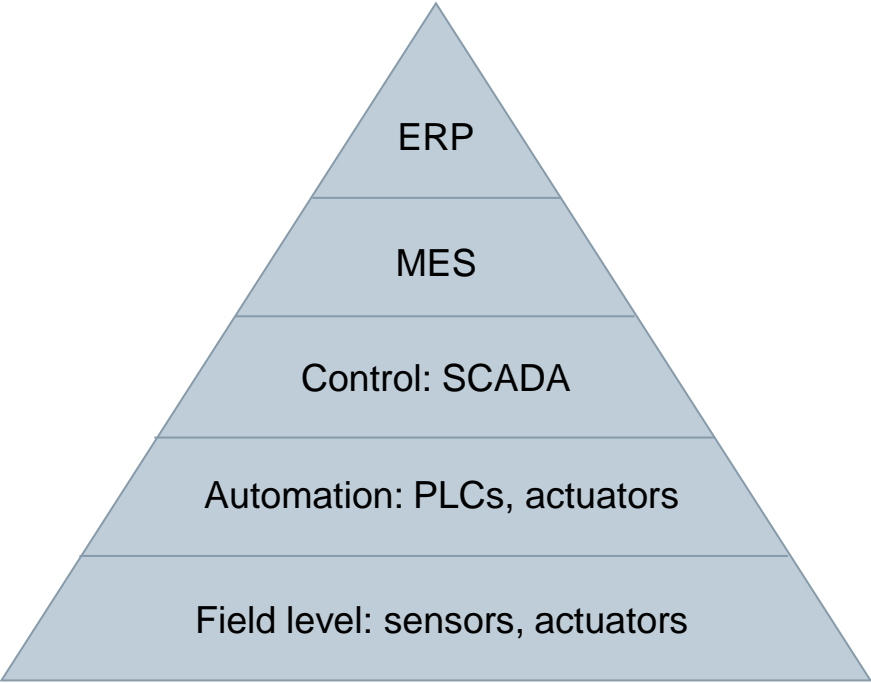 ERP
MES
Control: SCADA
Automation: PLCs, actuators
Field level: sensors, actuators